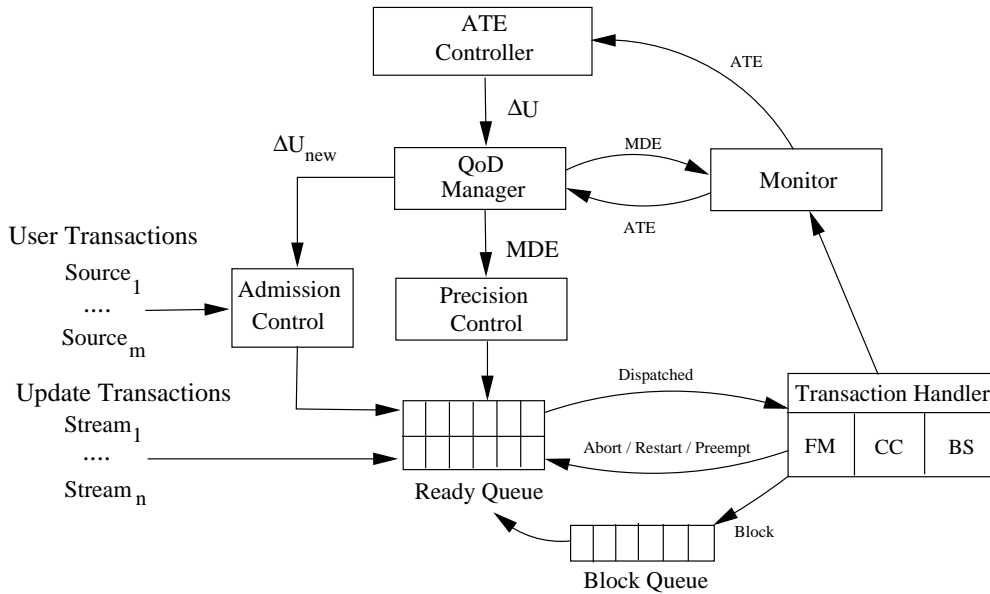 ATE
Controller
ATE
ΔU
ΔU_new
MDE
QoD
Manager
Monitor
ATE
User Transactions
MDE
Source_1
....
Source_m
Admission
Control
Precision
Control
Update Transactions
Dispatched
Transaction Handler
Stream_1
....
Stream_n
Abort / Restart / Preempt
FM
CC
BS
Ready Queue
Block
Block Queue